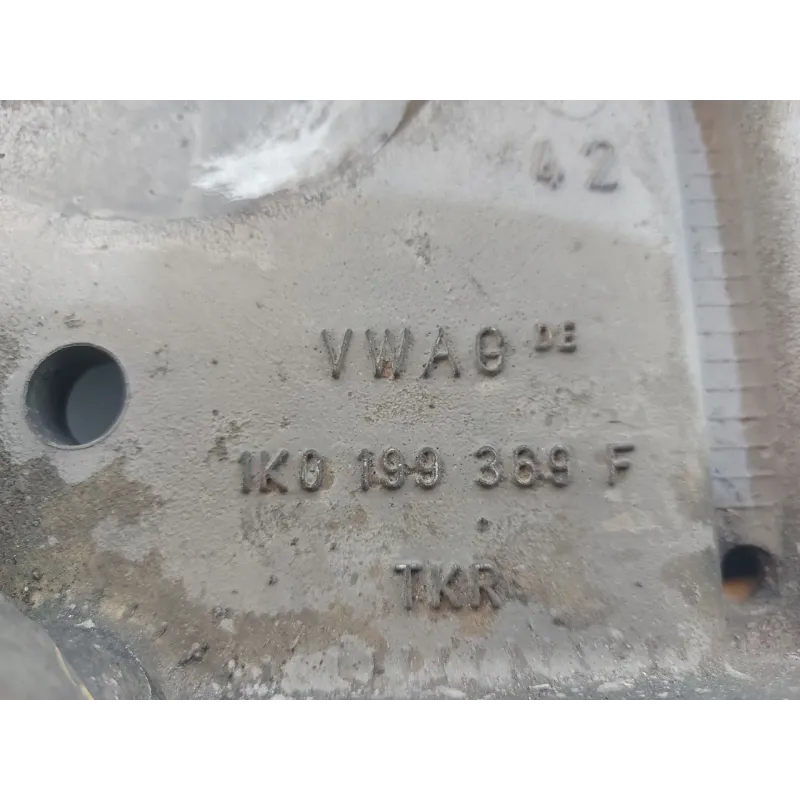 42
VWAG DE
1K0 199 369 F
TKR